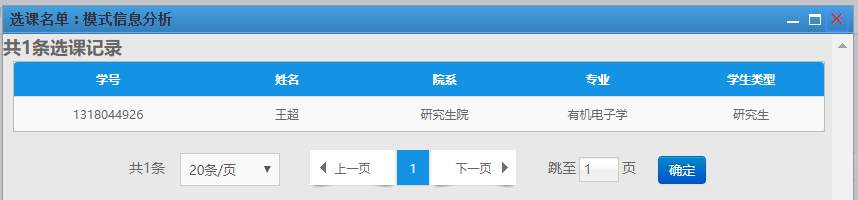 选课名单：模式信息分析
共1条选课记录
学号 姓名 院系 专业 学生类型
1318044926 王超 研究生院 有机电子学 研究生
共1条 20条/页 上一页 1 下一页 跳至 1 页 确定